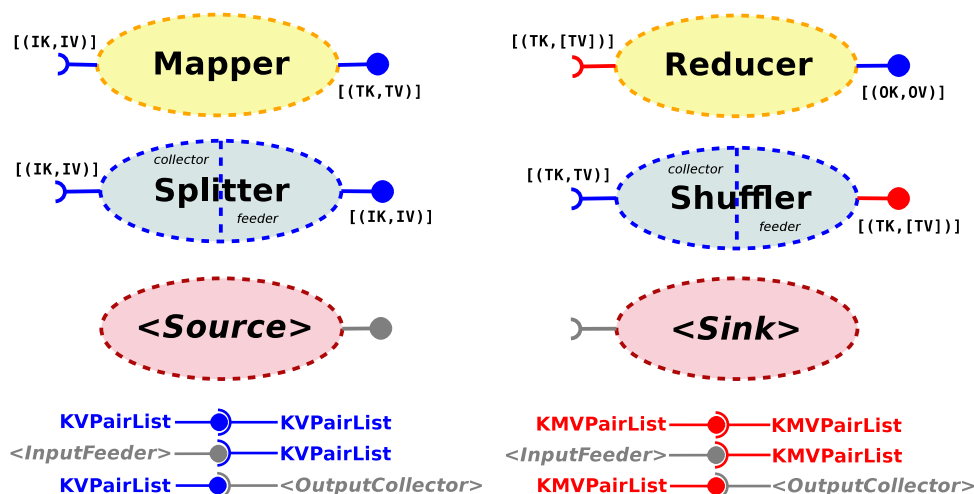 [(IK,IV)]
Mapper
[(TK,TV)]
[(TK,[TV])]
Reducer
[(OK,OV)]
[(IK,IV)]
collector
Splitter
feeder
[(IK,IV)]
[(TK,TV)]
collector
Shuffler
feeder
[(TK,[TV])]
<Source>
<Sink>
KVPairList KVPairList
<InputFeeder> KVPairList
KVPairList <OutputCollector>
KMVPairList KMVPairList
<InputFeeder> KMVPairList
KMVPairList <OutputCollector>